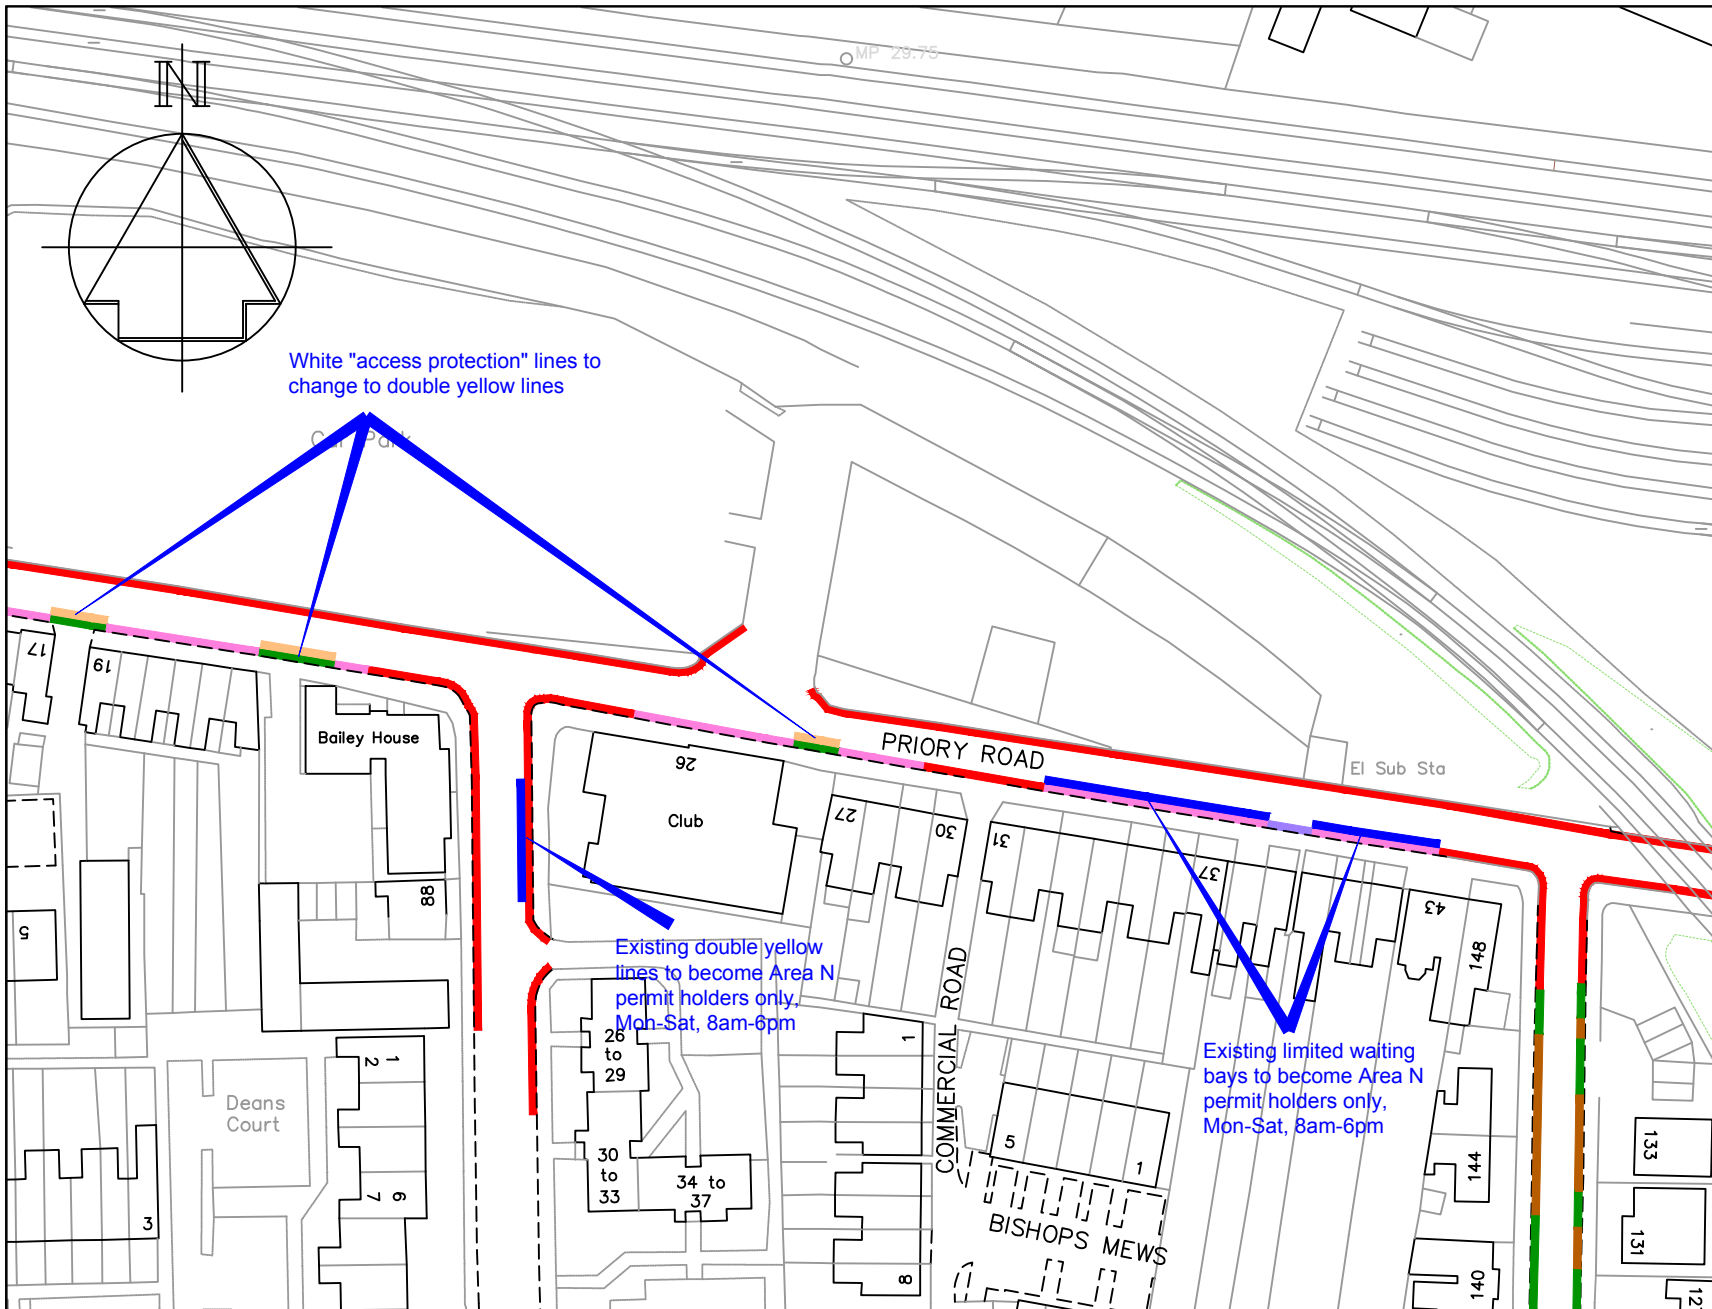 MP 29.75
N
White "access protection" lines to
change to double yellow lines
Car Park
17
19
Bailey House
88
5
26
Club
PRIORY ROAD
El Sub Sta
27
30
31
37
43
148
Existing double yellow
lines to become Area N
permit holders only,
Mon-Sat, 8am-6pm
26
to
29
30
to
33
34 to
37
COMMERCIAL ROAD
Existing limited waiting
bays to become Area N
permit holders only,
Mon-Sat, 8am-6pm
Deans
Court
1
2
7
6
3
1
8
5
1
BISHOPS MEWS
144
140
133
131